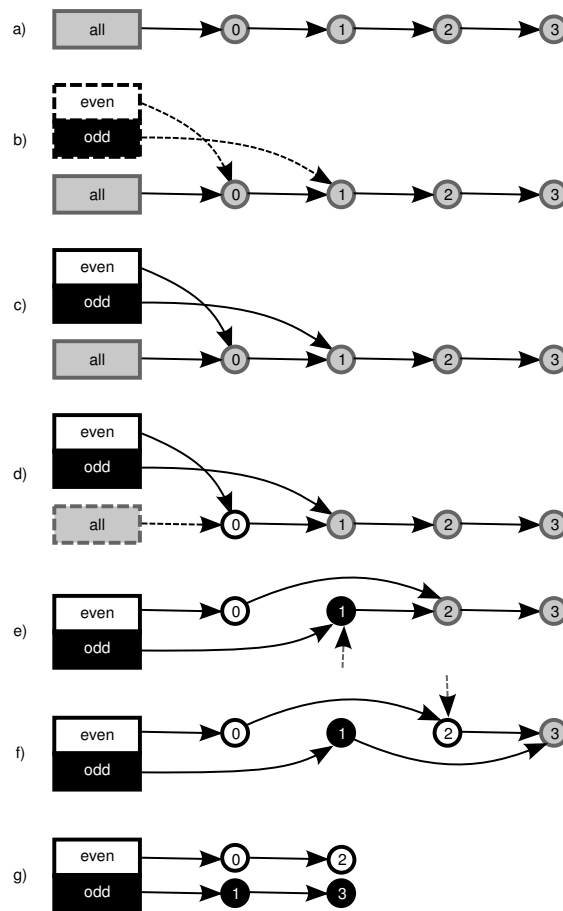 a) all 0 1 2 3
even
b) odd
all 0 1 2 3
even
c) odd
all 0 1 2 3
even
d) odd
all 0 1 2 3
e) even 0 1 2 3
odd
f) even 0 1 2 3
odd
even 0 2
g) odd 1 3